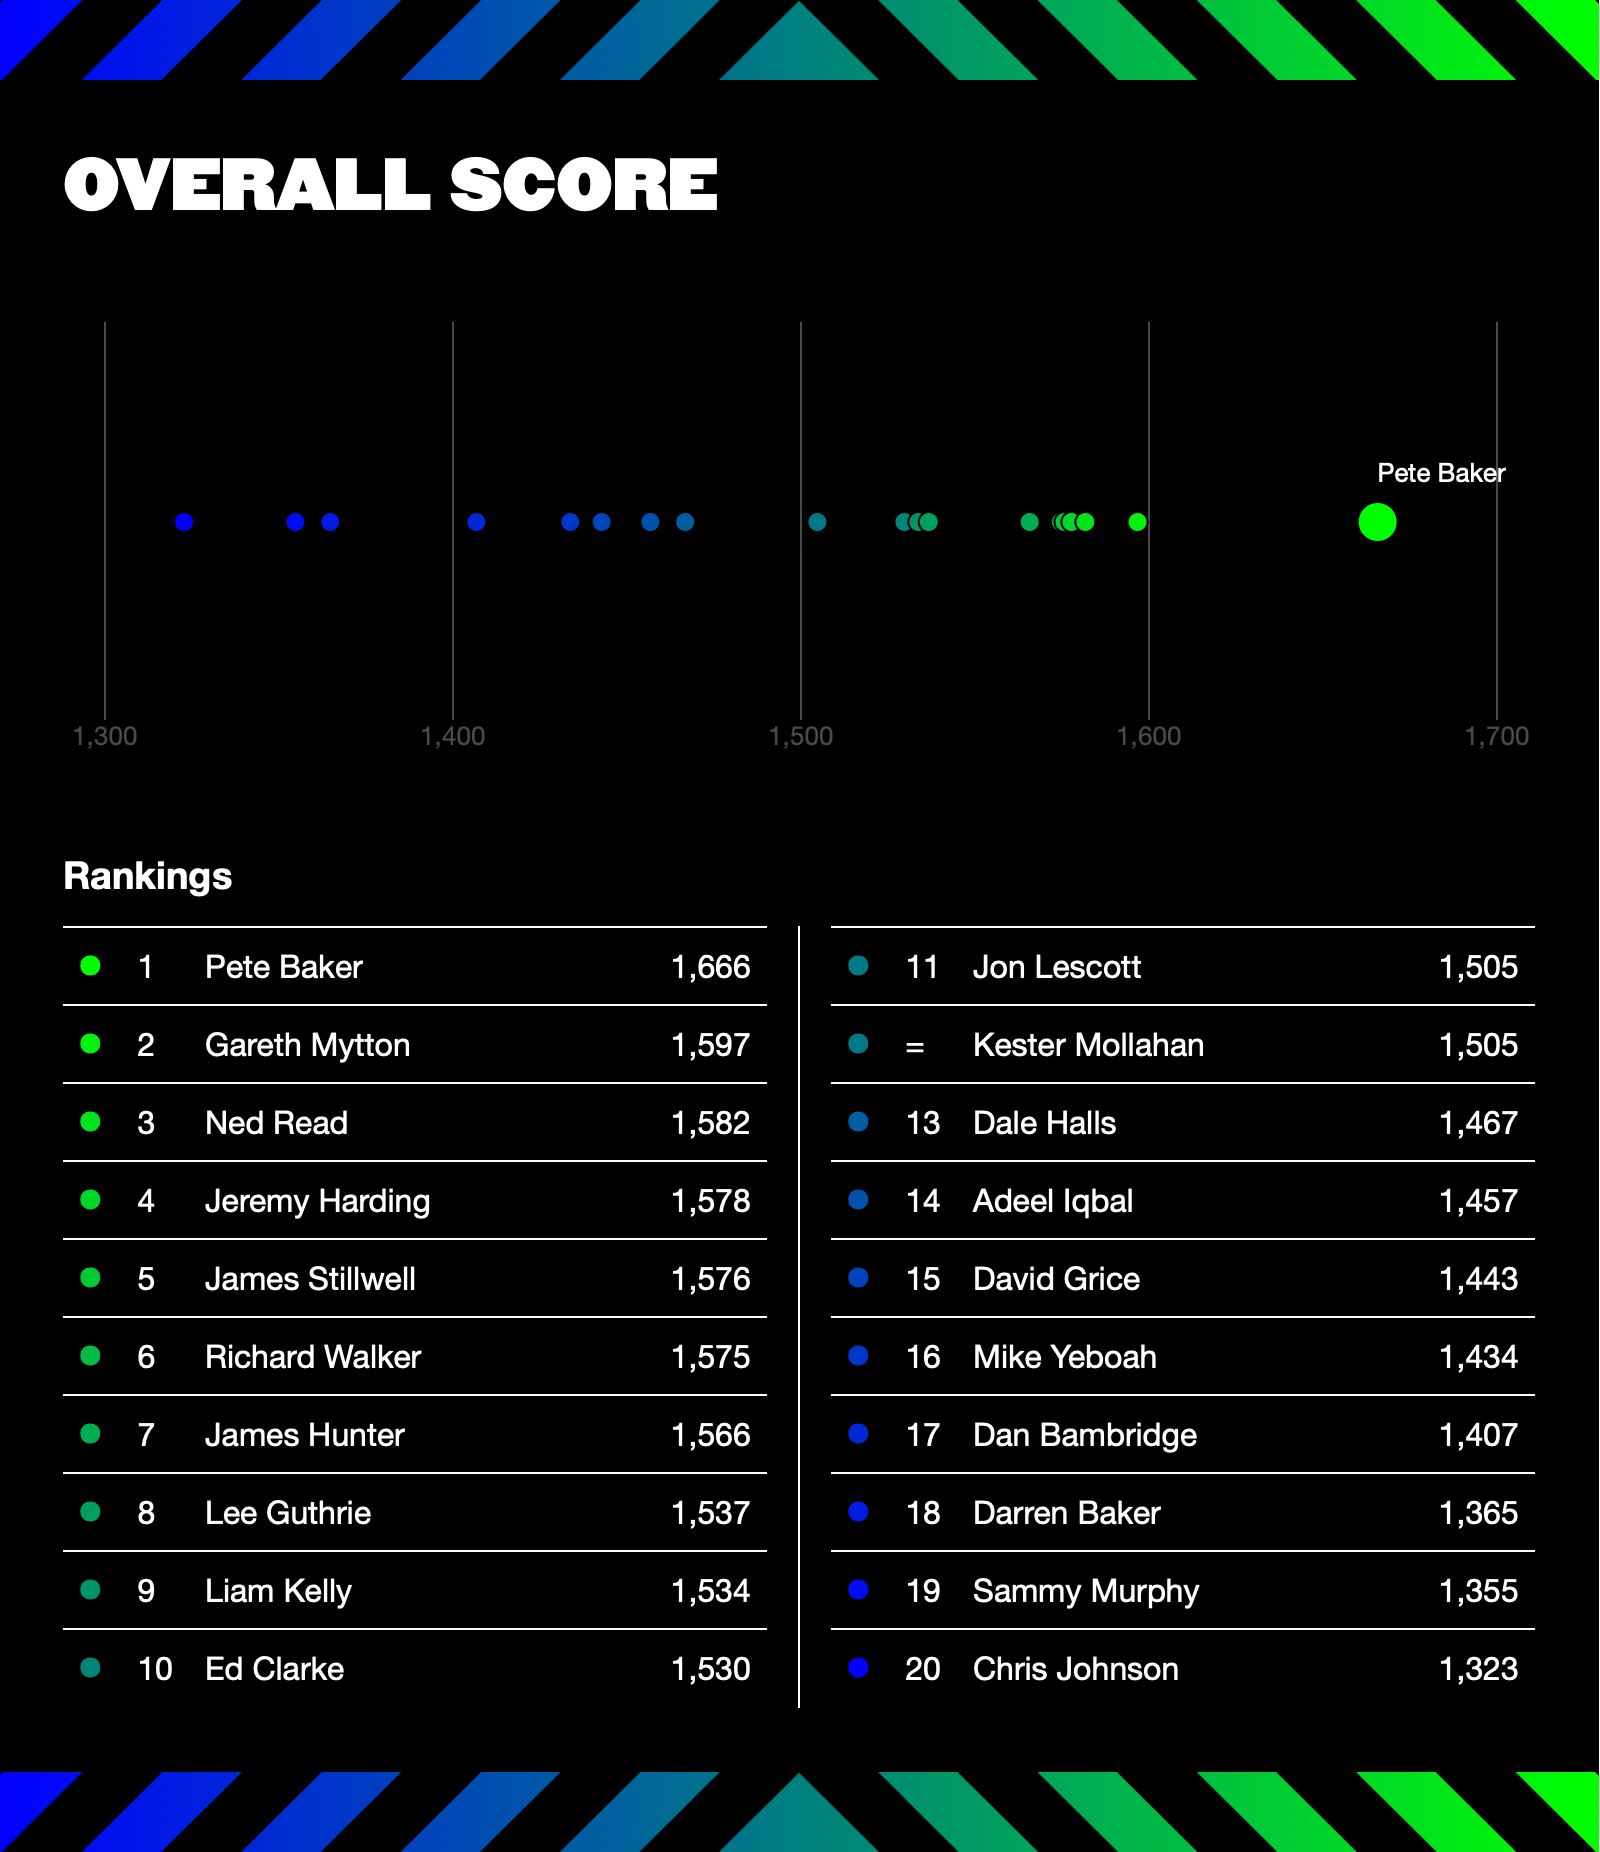 OVERALL SCORE
Pete Baker
1,300 1,400 1,500 1,600 1,700
Rankings
1 Pete Baker 1,666
2 Gareth Mytton 1,597
3 Ned Read 1,582
4 Jeremy Harding 1,578
5 James Stillwell 1,576
6 Richard Walker 1,575
7 James Hunter 1,566
8 Lee Guthrie 1,537
9 Liam Kelly 1,534
10 Ed Clarke 1,530
11 Jon Lescott 1,505
= Kester Mollahan 1,505
13 Dale Halls 1,467
14 Adeel Iqbal 1,457
15 David Grice 1,443
16 Mike Yeboah 1,434
17 Dan Bambridge 1,407
18 Darren Baker 1,365
19 Sammy Murphy 1,355
20 Chris Johnson 1,323